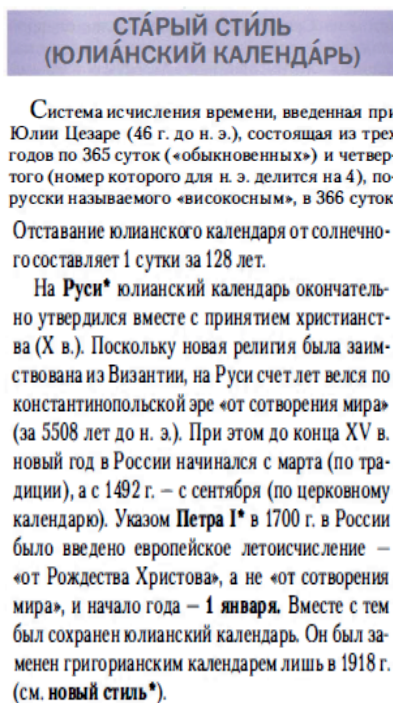 СТА́РЫЙ СТИ́ЛЬ
(ЮЛИА́НСКИЙ КАЛЕНДА́РЬ)
Система исчисления времени, введенная при
Юлии Цезаре (46 г. до н. э.), состоящая из трех
годов по 365 суток («обыкновенных») и четвер-
того (номер которого для н. э. делится на 4), по-
русски называемого «високосным», в 366 суток
Отставание юлианского календаря от солнечно-
го составляет 1 сутки за 128 лет.
На Руси* юлианский календарь окончатель-
но утвердился вместе с принятием христианст-
ва (X в.). Поскольку новая религия была заим-
ствована из Византии, на Руси счет лет велся по
константинопольской эре «от сотворения мира»
(за 5508 лет до н. э.). При этом до конца XV в.
новый год в России начинался с марта (по тра-
диции), а с 1492 г. — с сентября (по церковному
календарю). Указом Петра I* в 1700 г. в России
было введено европейское летоисчисление —
«от Рождества Христова», а не «от сотворения
мира», и начало года — 1 января. Вместе с тем
был сохранен юлианский календарь. Он был за-
менен григорианским календарем лишь в 1918 г.
(см. новый стиль*).